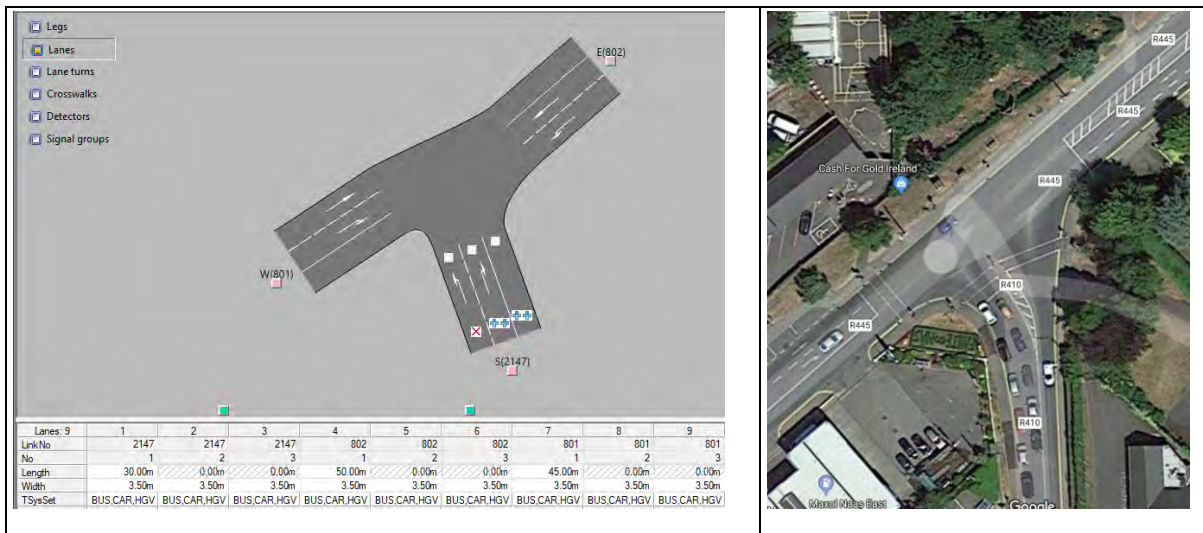 Legs
Lanes
Lane turns
Crosswalks
Detectors
Signal groups
E(802)
W(801)
S(2147)
Lanes: 9 1 2 3 4 5 6 7 8 9
LinkNo 2147 2147 2147 802 802 802 801 801 801
No 1 2 3 1 2 3 1 2 3
Length 30.00m 0.00m 0.00m 50.00m 0.00m 0.00m 45.00m 0.00m 0.00m
Width 3.50m 3.50m 3.50m 3.50m 3.50m 3.50m 3.50m 3.50m 3.50m
TSysSet BUS,CAR,HGV BUS,CAR,HGV BUS,CAR,HGV BUS,CAR,HGV BUS,CAR,HGV BUS,CAR,HGV BUS,CAR,HGV BUS,CAR,HGV BUS,CAR,HGV
R445
Cash For Gold Ireland
R445
R410
R445
R410
Maxol Naas East
Google